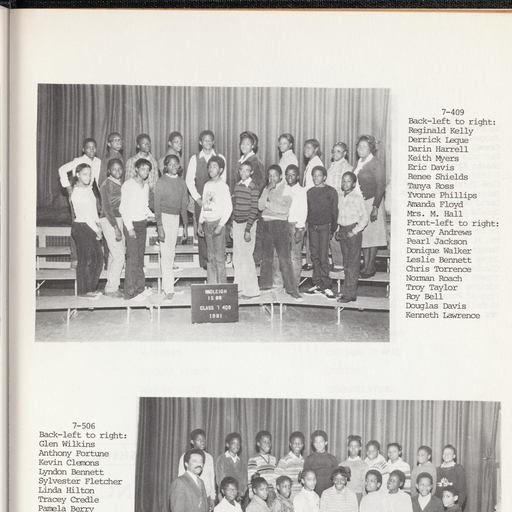 7-409
Back-left to right:
Reginald Kelly
Derrick Leque
Darin Harrell
Keith Myers
Eric Davis
Renee Shields
Tanya Ross
Yvonne Phillips
Amanda Floyd
Mrs. M. Hall
Front-left to right:
Tracey Andrews
Pearl Jackson
Donique Walker
Leslie Bennett
Chris Torrence
Norman Roach
Troy Taylor
Roy Bell
Douglas Davis
Kenneth Lawrence
CLASS 7 409
1981
7-506
Back-left to right:
Glen Wilkins
Anthony Fortune
Kevin Clemons
Lyndon Bennett
Sylvester Fletcher
Linda Hilton
Tracey Credle
Pamela Berry